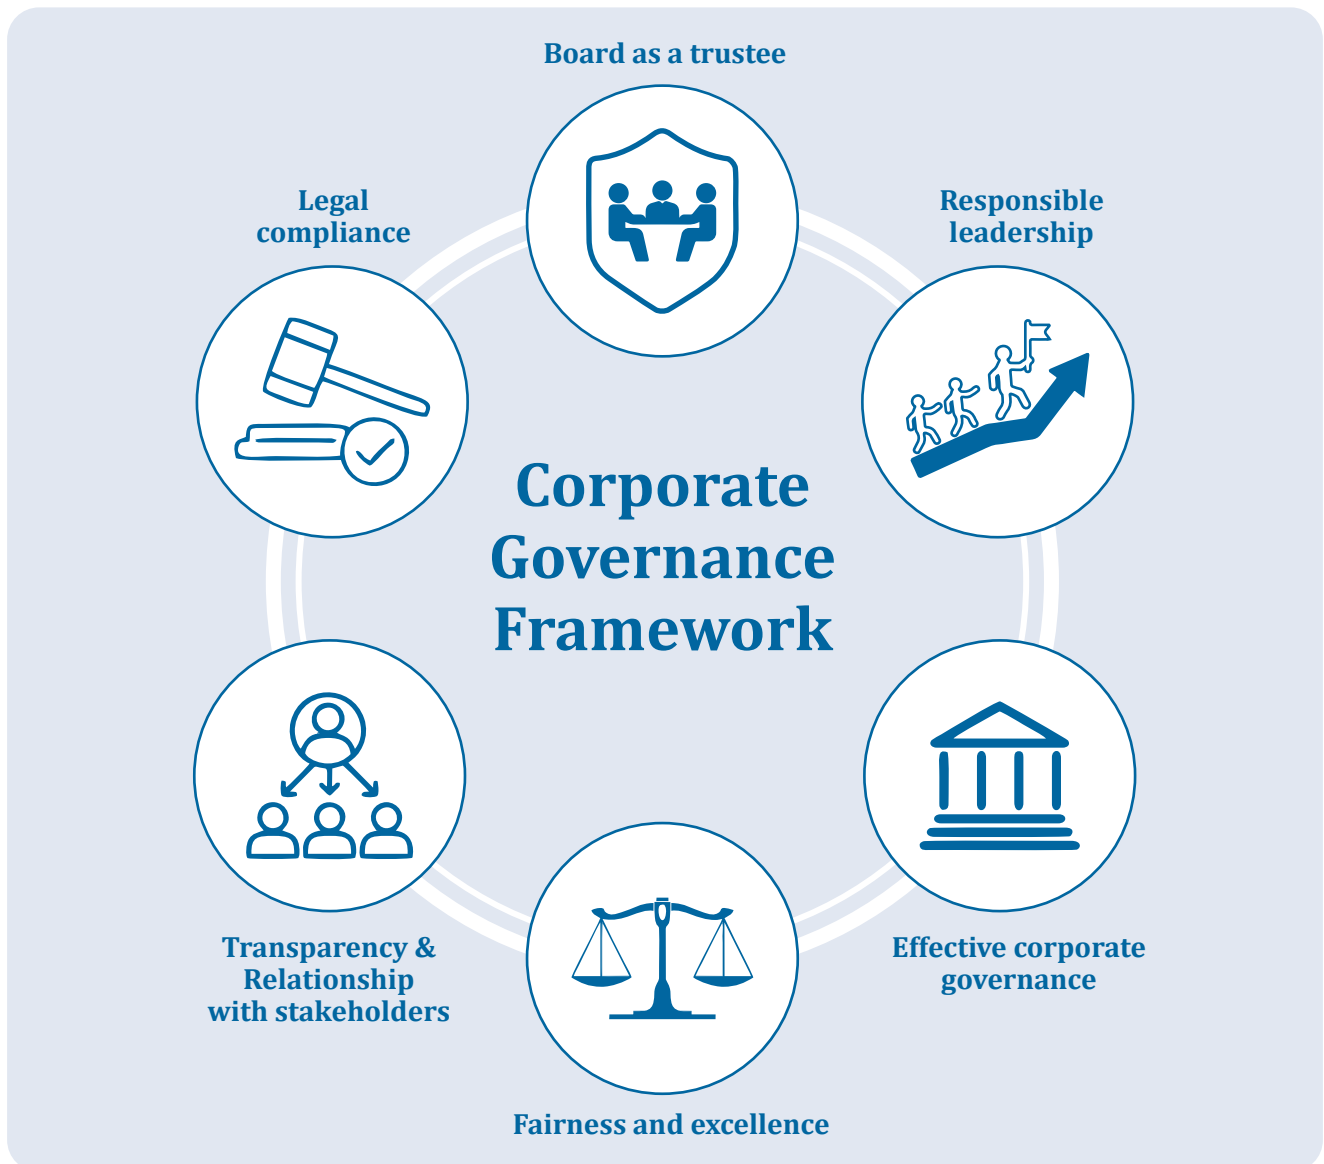 Board as a trustee
Legal
compliance
Responsible
leadership
Corporate
Governance
Framework
Transparency &
Relationship
with stakeholders
Effective corporate
governance
Fairness and excellence